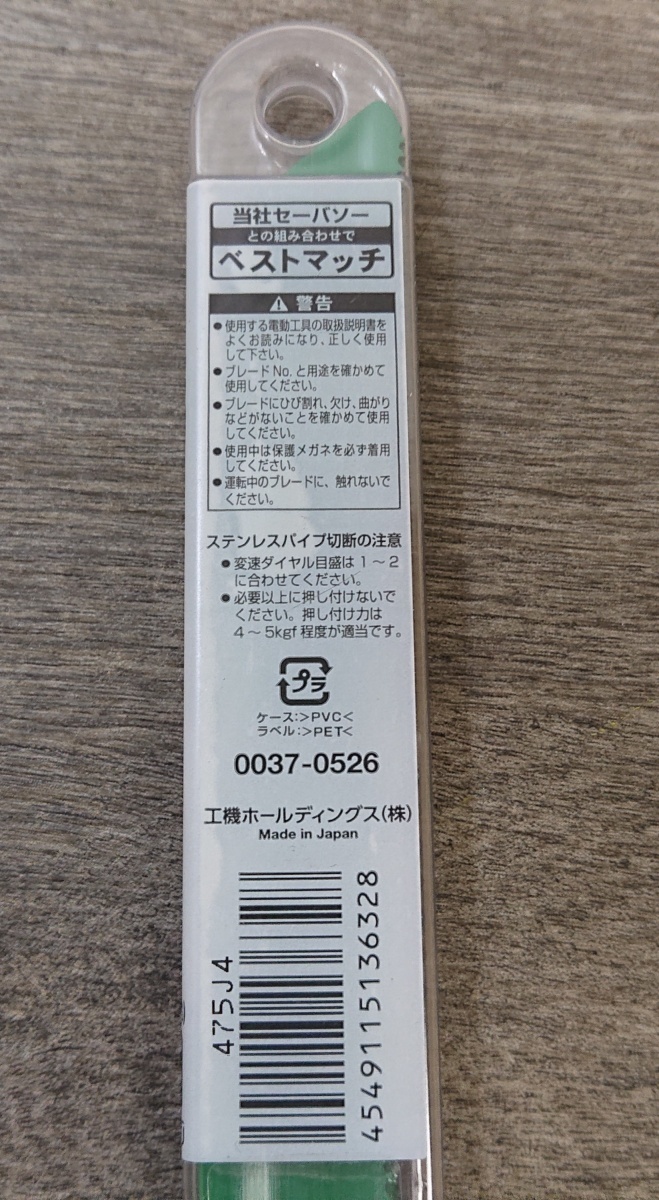 当社セーバソー
との組み合わせで
ベストマッチ
⚠ 警告
●使用する電動工具の取扱説明書を
よくお読みになり、正しく使用
して下さい。
●ブレードNo.と用途を確かめて
使用してください。
●ブレードにひび割れ、欠け、曲がり
などがないことを確かめて使用
してください。
●使用中は保護メガネを必ず着用
してください。
●運転中のブレードに、触れないで
ください。
ステンレスパイプ切断の注意
●変速ダイヤル目盛は1～2
に合わせてください。
●必要以上に押し付けないで
ください。押し付け力は
4～5kgf程度が適当です。
プラ
ケース:>PVC<
ラベル:>PET<
0037-0526
工機ホールディングス(株)
Made in Japan
475J4
4549115136328